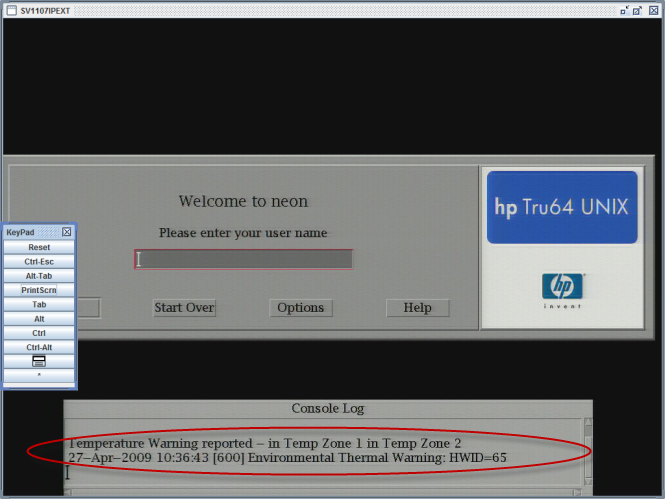 SV1107IPEXT
Welcome to neon
Please enter your user name
Start Over
Options
Help
hp Tru64 UNIX
hp
invent
KeyPad
Reset
Ctrl-Esc
Alt-Tab
PrintScrn
Tab
Alt
Ctrl
Ctrl-Alt
*
Console Log
Temperature Warning reported – in Temp Zone 1 in Temp Zone 2
27–Apr–2009 10:36:43 [600] Environmental Thermal Warning: HWID=65